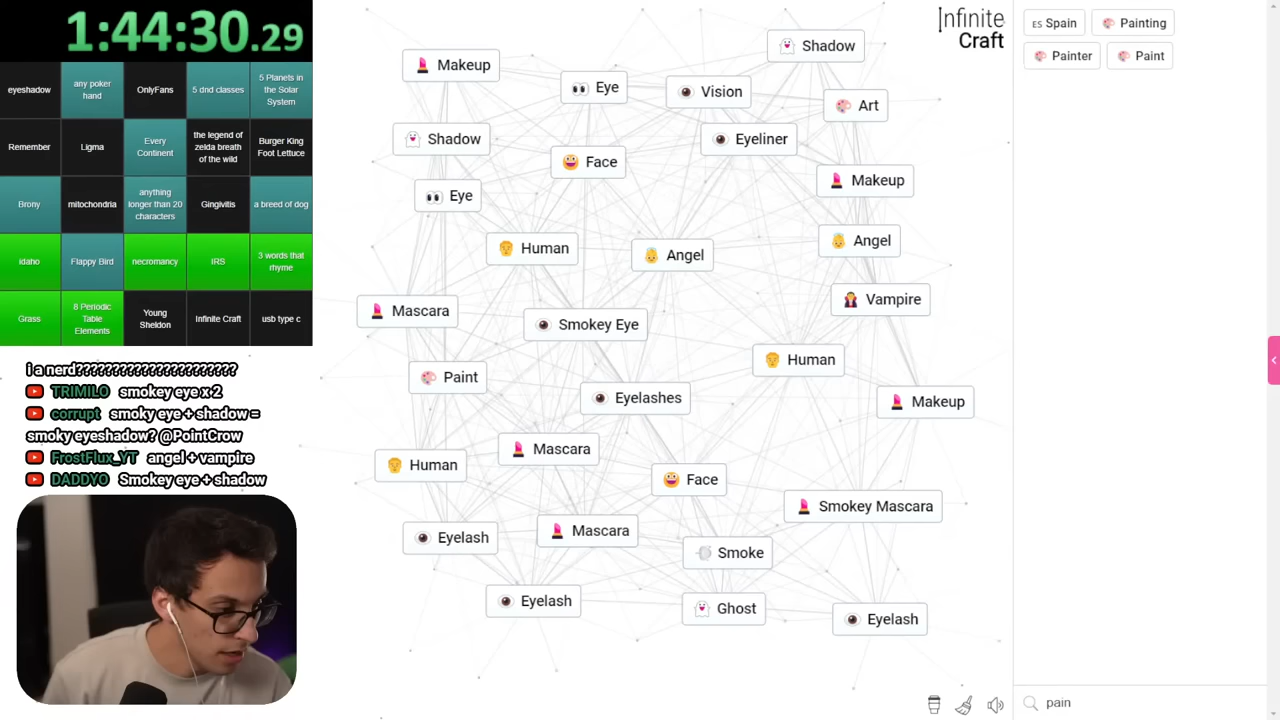 1:44:30.29
eyeshadow
any poker
hand
OnlyFans
5 dnd classes
5 Planets in
the Solar
System
Remember
Ligma
Every
Continent
the legend of
zelda breath
of the wild
Burger King
Foot Lettuce
Brony
mitochondria
anything
longer than 20
characters
Gingivitis
a breed of dog
idaho
Flappy Bird
necromancy
IRS
3 words that
rhyme
Grass
8 Periodic
Table
Elements
Young
Sheldon
Infinite Craft
usb type c
i a nerd??????????????????????
TRIMILO smokey eye x 2
corrupt smoky eye + shadow =
smoky eyeshadow? @PointCrow
FrostFlux_YT angel + vampire
DADDYO Smokey eye + shadow
Infinite
Craft
Shadow
Makeup
Eye
Vision
Art
Shadow
Eyeliner
Face
Makeup
Eye
Human
Angel
Angel
Vampire
Mascara
Smokey Eye
Human
Paint
Eyelashes
Makeup
Mascara
Human
Face
Smokey Mascara
Eyelash
Mascara
Smoke
Eyelash
Ghost
Eyelash
ES Spain
Painting
Painter
Paint
pain